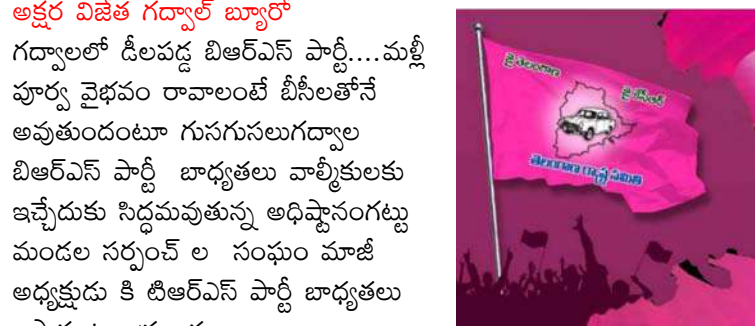 అక్షర విజేత గద్వాల్ బ్యూరో
గద్వాలలో డీలపడ్డ బిఆర్ఎస్ పార్టీ....మళ్లీ
పూర్వ వైభవం రావాలంటే బీసీలతోనే
అవుతుందంటూ గుసగుసలుగద్వాల
బిఆర్ఎస్ పార్టీ బాధ్యతలు వాల్మీకులకు
ఇచ్చేదుకు సిద్ధమవుతున్న అధిష్టానంగట్టు
మండల సర్పంచ్ ల సంఘం మాజీ
అధ్యక్షుడు కి టిఆర్ఎస్ పార్టీ బాధ్యతలు
జై తెలంగాణ
జై కేసీఆర్
తెలంగాణ రాష్ట్ర సమితి